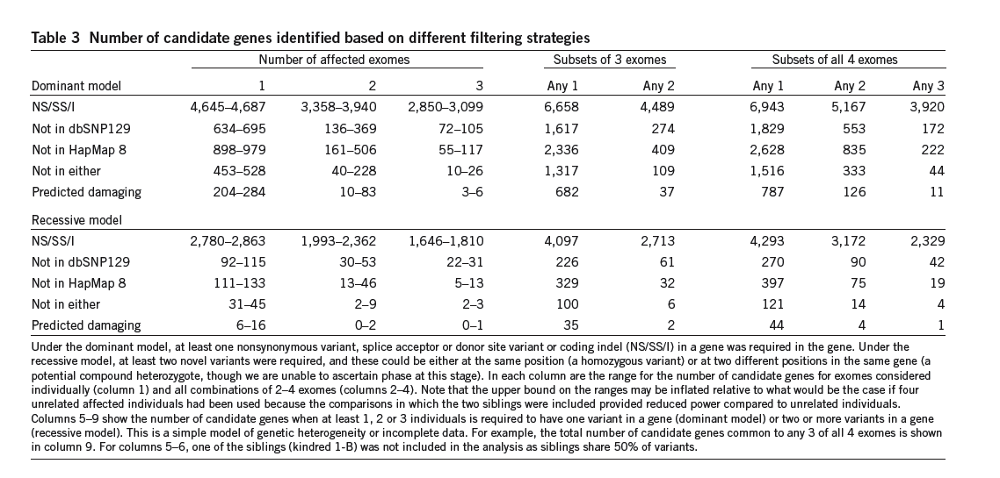 Table 3 Number of candidate genes identified based on different filtering strategies
Number of affected exomes Subsets of 3 exomes Subsets of all 4 exomes
Dominant model 1 2 3 Any 1 Any 2 Any 1 Any 2 Any 3
NS/SS/I 4,645–4,687 3,358–3,940 2,850–3,099 6,658 4,489 6,943 5,167 3,920
Not in dbSNP129 634–695 136–369 72–105 1,617 274 1,829 553 172
Not in HapMap 8 898–979 161–506 55–117 2,336 409 2,628 835 222
Not in either 453–528 40–228 10–26 1,317 109 1,516 333 44
Predicted damaging 204–284 10–83 3–6 682 37 787 126 11
Recessive model
NS/SS/I 2,780–2,863 1,993–2,362 1,646–1,810 4,097 2,713 4,293 3,172 2,329
Not in dbSNP129 92–115 30–53 22–31 226 61 270 90 42
Not in HapMap 8 111–133 13–46 5–13 329 32 397 75 19
Not in either 31–45 2–9 2–3 100 6 121 14 4
Predicted damaging 6–16 0–2 0–1 35 2 44 4 1
Under the dominant model, at least one nonsynonymous variant, splice acceptor or donor site variant or coding indel (NS/SS/I) in a gene was required in the gene. Under the
recessive model, at least two novel variants were required, and these could be either at the same position (a homozygous variant) or at two different positions in the same gene (a
potential compound heterozygote, though we are unable to ascertain phase at this stage). In each column are the range for the number of candidate genes for exomes considered
individually (column 1) and all combinations of 2–4 exomes (columns 2–4). Note that the upper bound on the ranges may be inflated relative to what would be the case if four
unrelated affected individuals had been used because the comparisons in which the two siblings were included provided reduced power compared to unrelated individuals.
Columns 5–9 show the number of candidate genes when at least 1, 2 or 3 individuals is required to have one variant in a gene (dominant model) or two or more variants in a gene
(recessive model). This is a simple model of genetic heterogeneity or incomplete data. For example, the total number of candidate genes common to any 3 of all 4 exomes is shown
in column 9. For columns 5–6, one of the siblings (kindred 1-B) was not included in the analysis as siblings share 50% of variants.